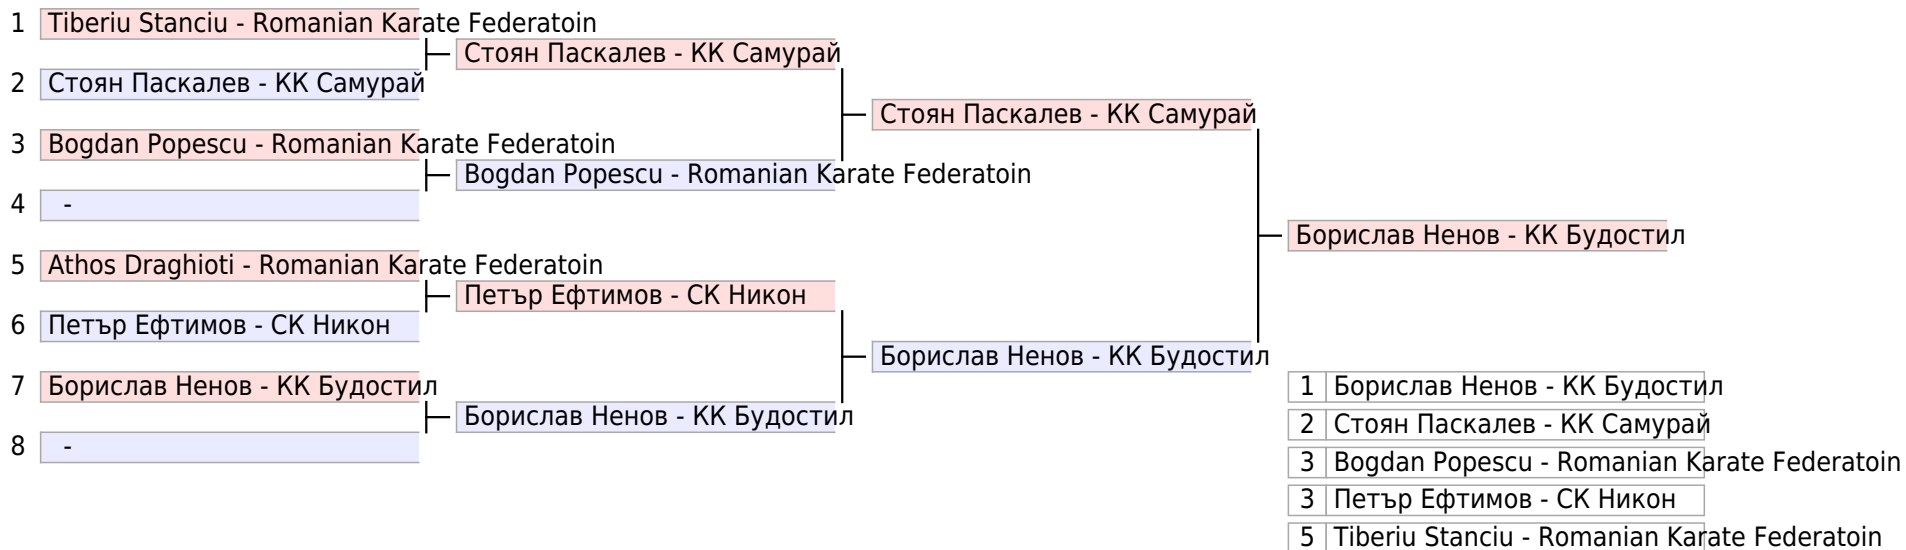 1 Tiberiu Stanciu - Romanian Karate Federatoin
Стоян Паскалев - КК Самурай
2 Стоян Паскалев - КК Самурай
Стоян Паскалев - КК Самурай
3 Bogdan Popescu - Romanian Karate Federatoin
Bogdan Popescu - Romanian Karate Federatoin
4 -
Борислав Ненов - КК Будостил
5 Athos Draghioti - Romanian Karate Federatoin
Петър Ефтимов - СК Никон
6 Петър Ефтимов - СК Никон
Борислав Ненов - КК Будостил
7 Борислав Ненов - КК Будостил
Борислав Ненов - КК Будостил
8 -
1 Борислав Ненов - КК Будостил
2 Стоян Паскалев - КК Самурай
3 Bogdan Popescu - Romanian Karate Federatoin
3 Петър Ефтимов - СК Никон
5 Tiberiu Stanciu - Romanian Karate Federatoin